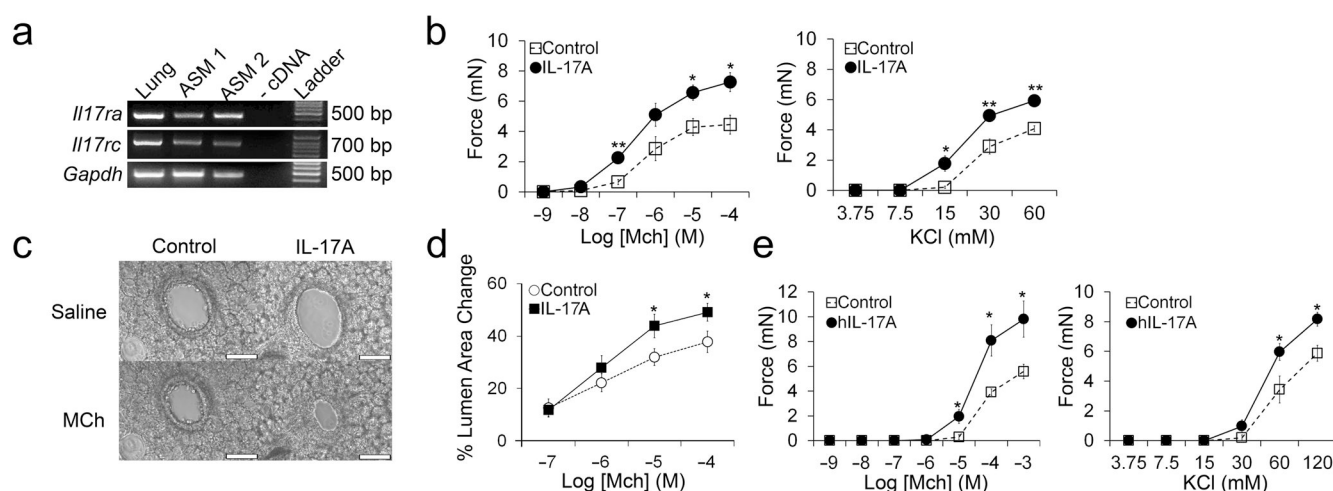 a
Lung
ASM 1
ASM 2
- cDNA
Ladder
Il17ra
500 bp
Il17rc
700 bp
Gapdh
500 bp
b
Force (mN)
10
8
6
4
2
0
Control
IL-17A
**
*
*
–9 –8 –7 –6 –5 –4
Log [Mch] (M)
Force (mN)
10
8
6
4
2
0
Control
IL-17A
*
**
**
3.75 7.5 15 30 60
KCl (mM)
c
Control IL-17A
Saline
MCh
d
% Lumen Area Change
60
40
20
0
Control
IL-17A
*
*
–7 –6 –5 –4
Log [Mch] (M)
e
Force (mN)
12
10
8
6
4
2
0
Control
hIL-17A
*
*
*
–9 –8 –7 –6 –5 –4 –3
Log [Mch] (M)
Force (mN)
10
8
6
4
2
0
Control
hIL-17A
*
*
3.75 7.5 15 30 60 120
KCl (mM)